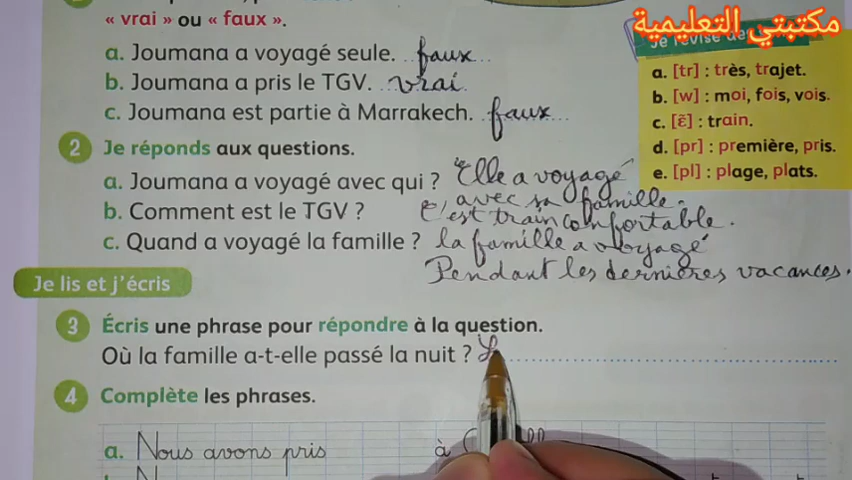 « vrai » ou « faux ».
مكتبتي التعليمية
a. Joumana a voyagé seule. faux
b. Joumana a pris le TGV. vrai
c. Joumana est partie à Marrakech. faux
Je révise
a. [tr] : très, trajet.
b. [w] : moi, fois, vois.
c. [ɛ̃] : train.
d. [pr] : première, pris.
e. [pl] : plage, plats.
2 Je réponds aux questions.
a. Joumana a voyagé avec qui ? Elle a voyagé
avec sa famille.
b. Comment est le TGV ? C'est train confortable.
c. Quand a voyagé la famille ? la famille a voyagé
Pendant les dernières vacances.
Je lis et j'écris
3 Écris une phrase pour répondre à la question.
Où la famille a-t-elle passé la nuit ?
4 Complète les phrases.
a. Nous avons pris à